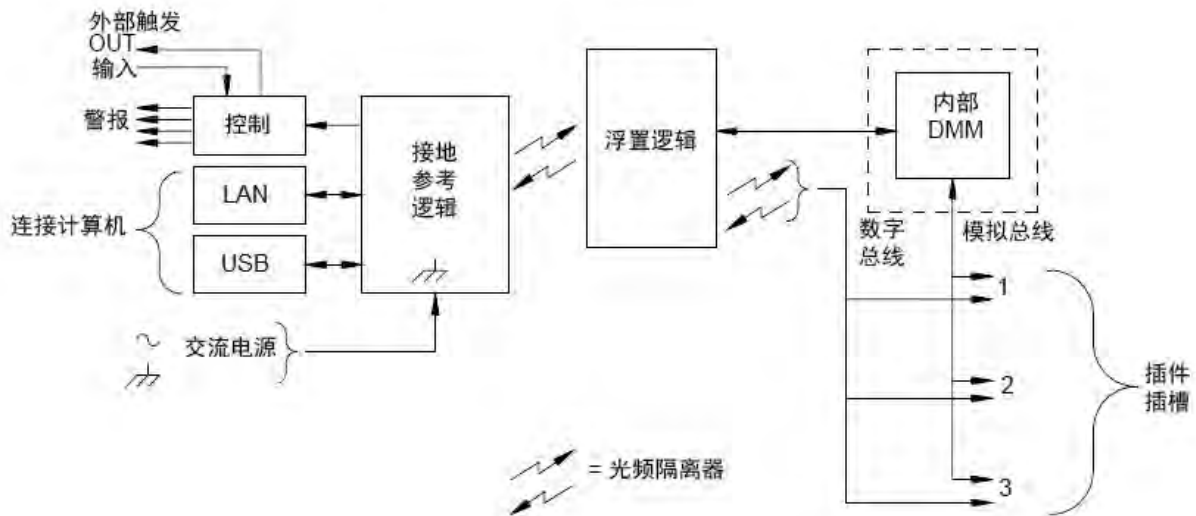 外部触发
OUT
输入
警报
控制
连接计算机
LAN
USB
接地
参考
逻辑
交流电源
浮置逻辑
内部
DMM
数字
总线
模拟总线
1
2
3
插件
插槽
= 光频隔离器